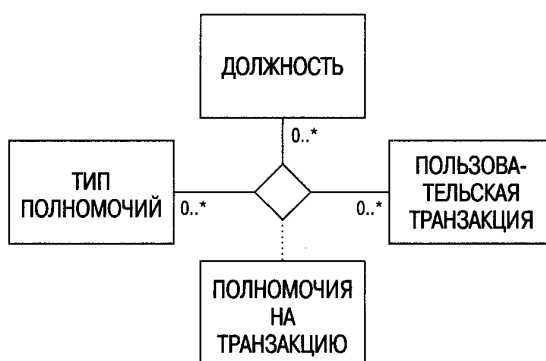 ДОЛЖНОСТЬ
0..*
ТИП
ПОЛНОМОЧИЙ
0..*
0..*
ПОЛЬЗОВА-
ТЕЛЬСКАЯ
ТРАНЗАКЦИЯ
ПОЛНОМОЧИЯ
НА
ТРАНЗАКЦИЮ